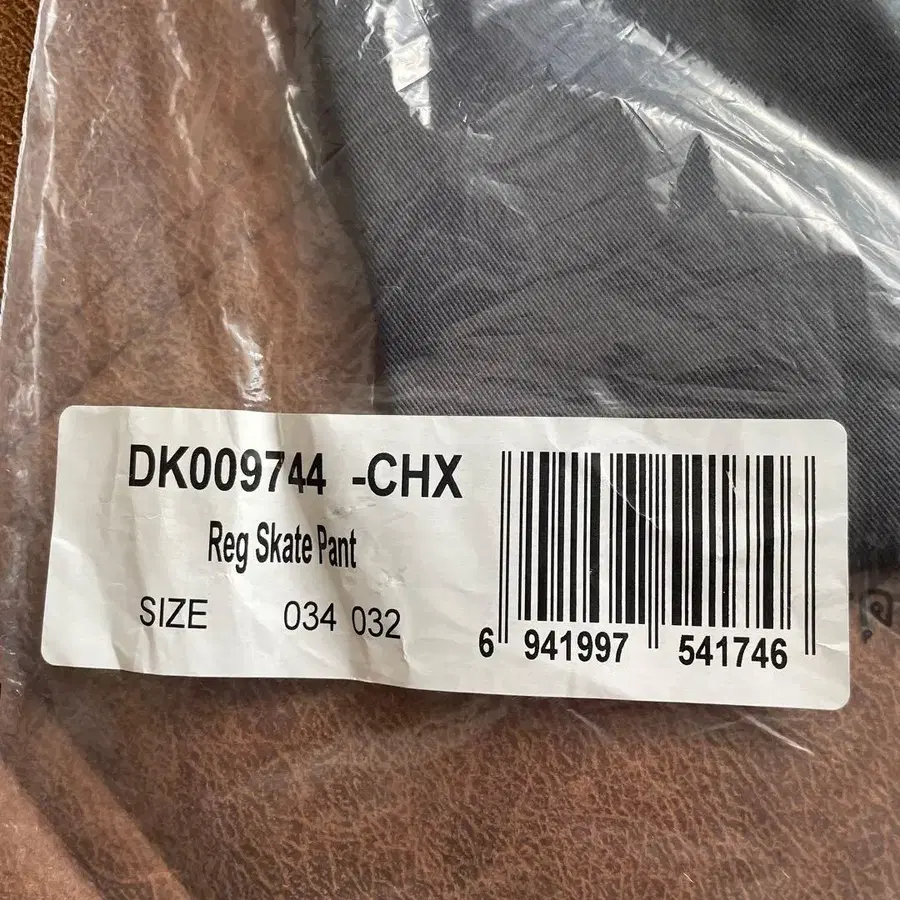 DK009744 -CHX
Reg Skate Pant
SIZE 034 032
6 941997 541746